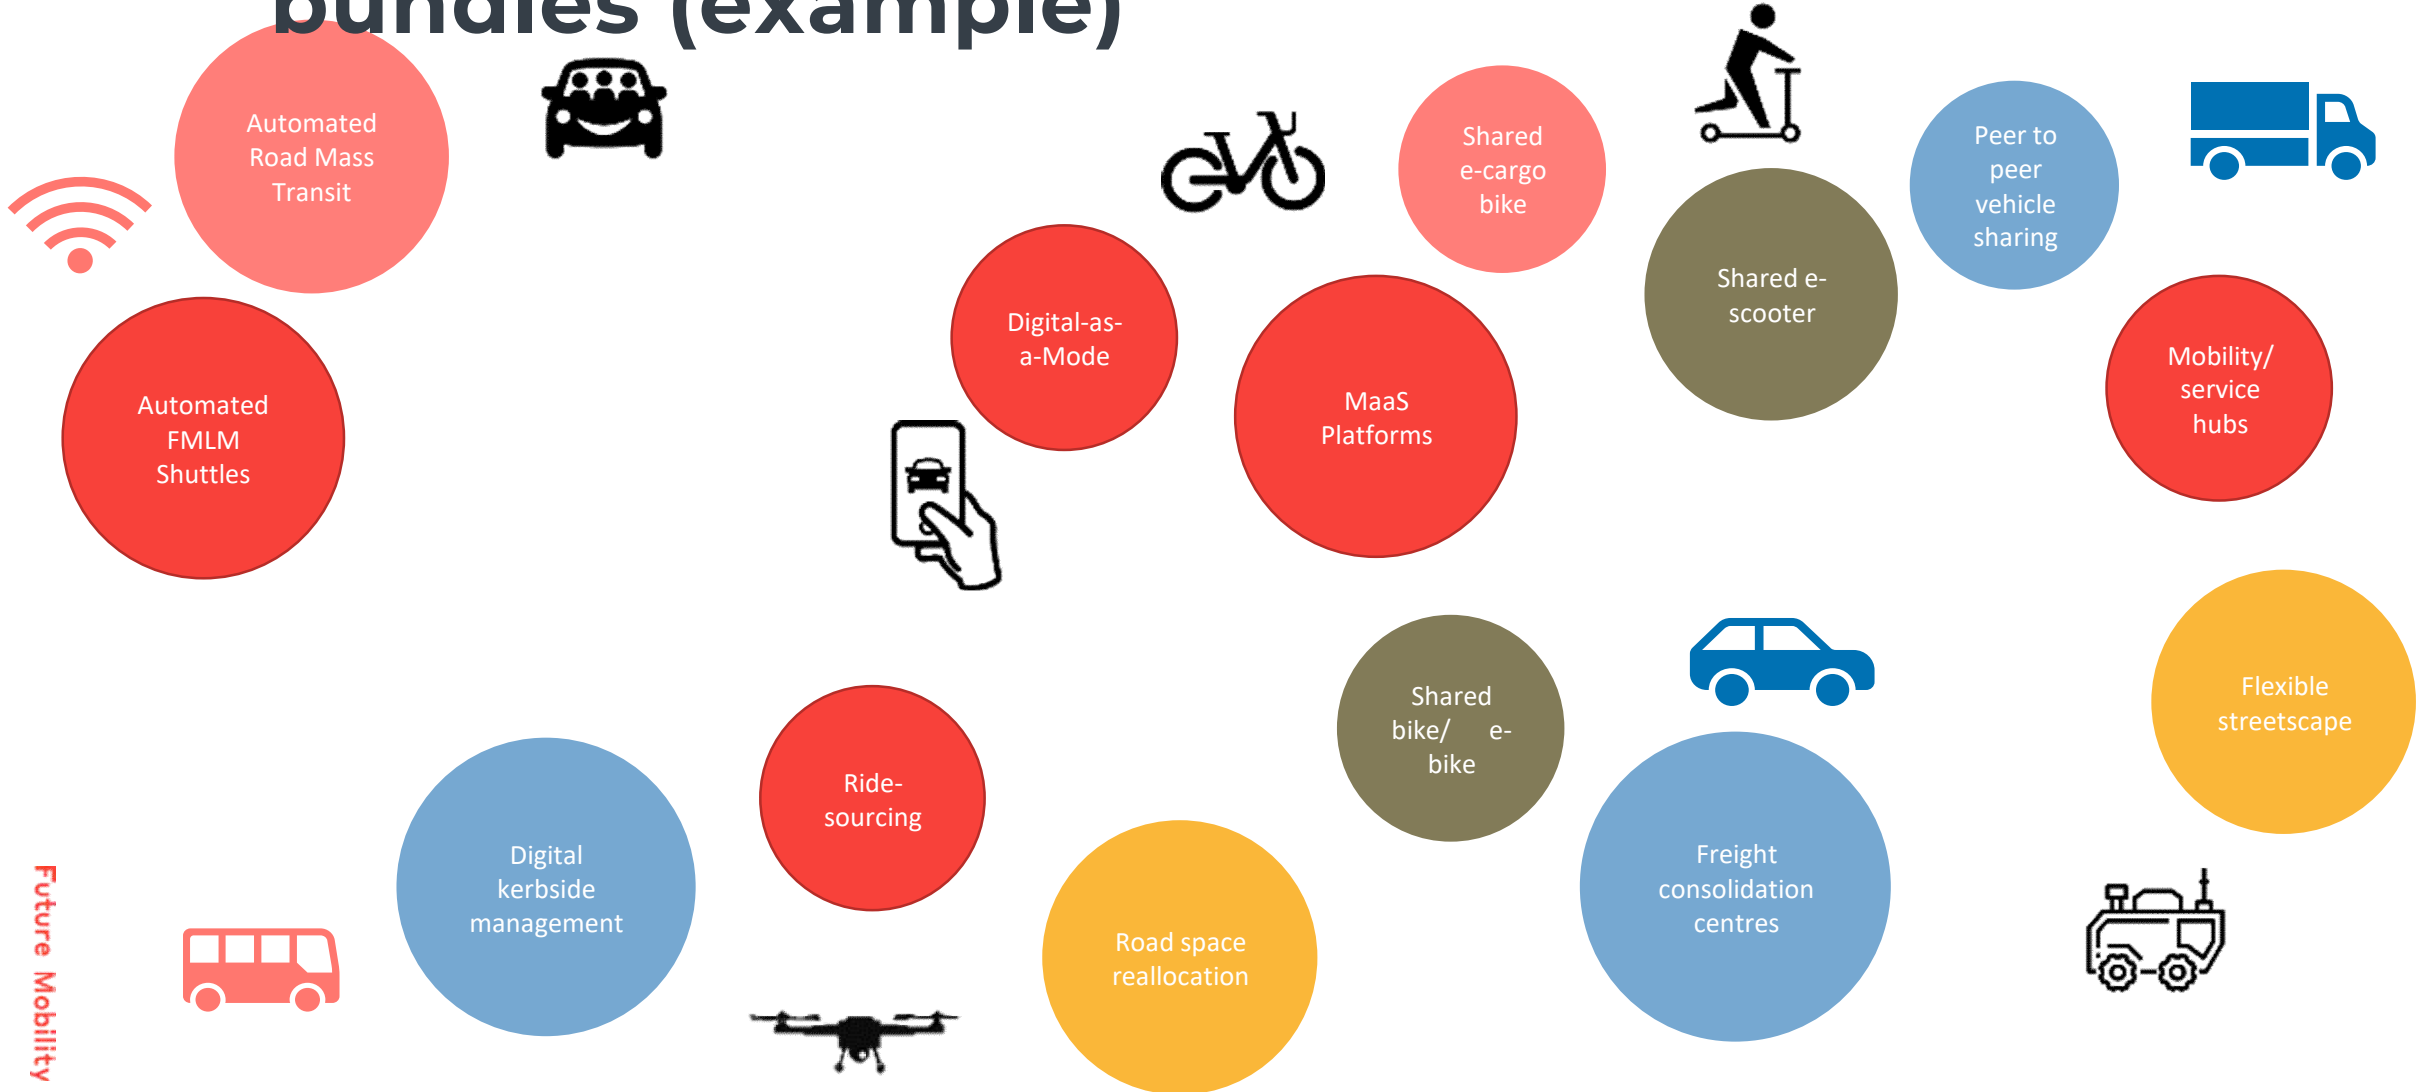 bundles (example)
Automated
Road Mass
Transit
Shared
e-cargo
bike
Peer to
peer
vehicle
sharing
Shared e-
scooter
Digital-as-
a-Mode
MaaS
Platforms
Mobility/
service
hubs
Automated
FMLM
Shuttles
Shared
bike/ e-
bike
Flexible
streetscape
Ride-
sourcing
Digital
kerbside
management
Freight
consolidation
centres
Road space
reallocation
Future Mobility